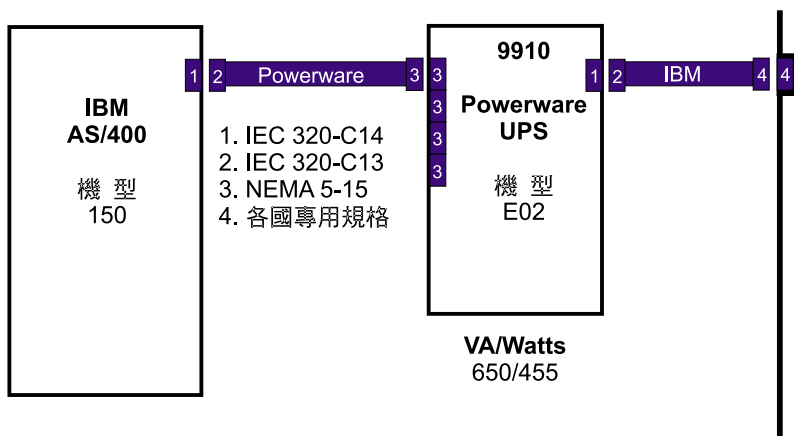 IBM
AS/400
機 型
150
1
2 Powerware 3
1. IEC 320-C14
2. IEC 320-C13
3. NEMA 5-15
4. 各國專用規格
3
3
3
3
9910
Powerware
UPS
機 型
E02
1
VA/Watts
650/455
2 IBM 4
4